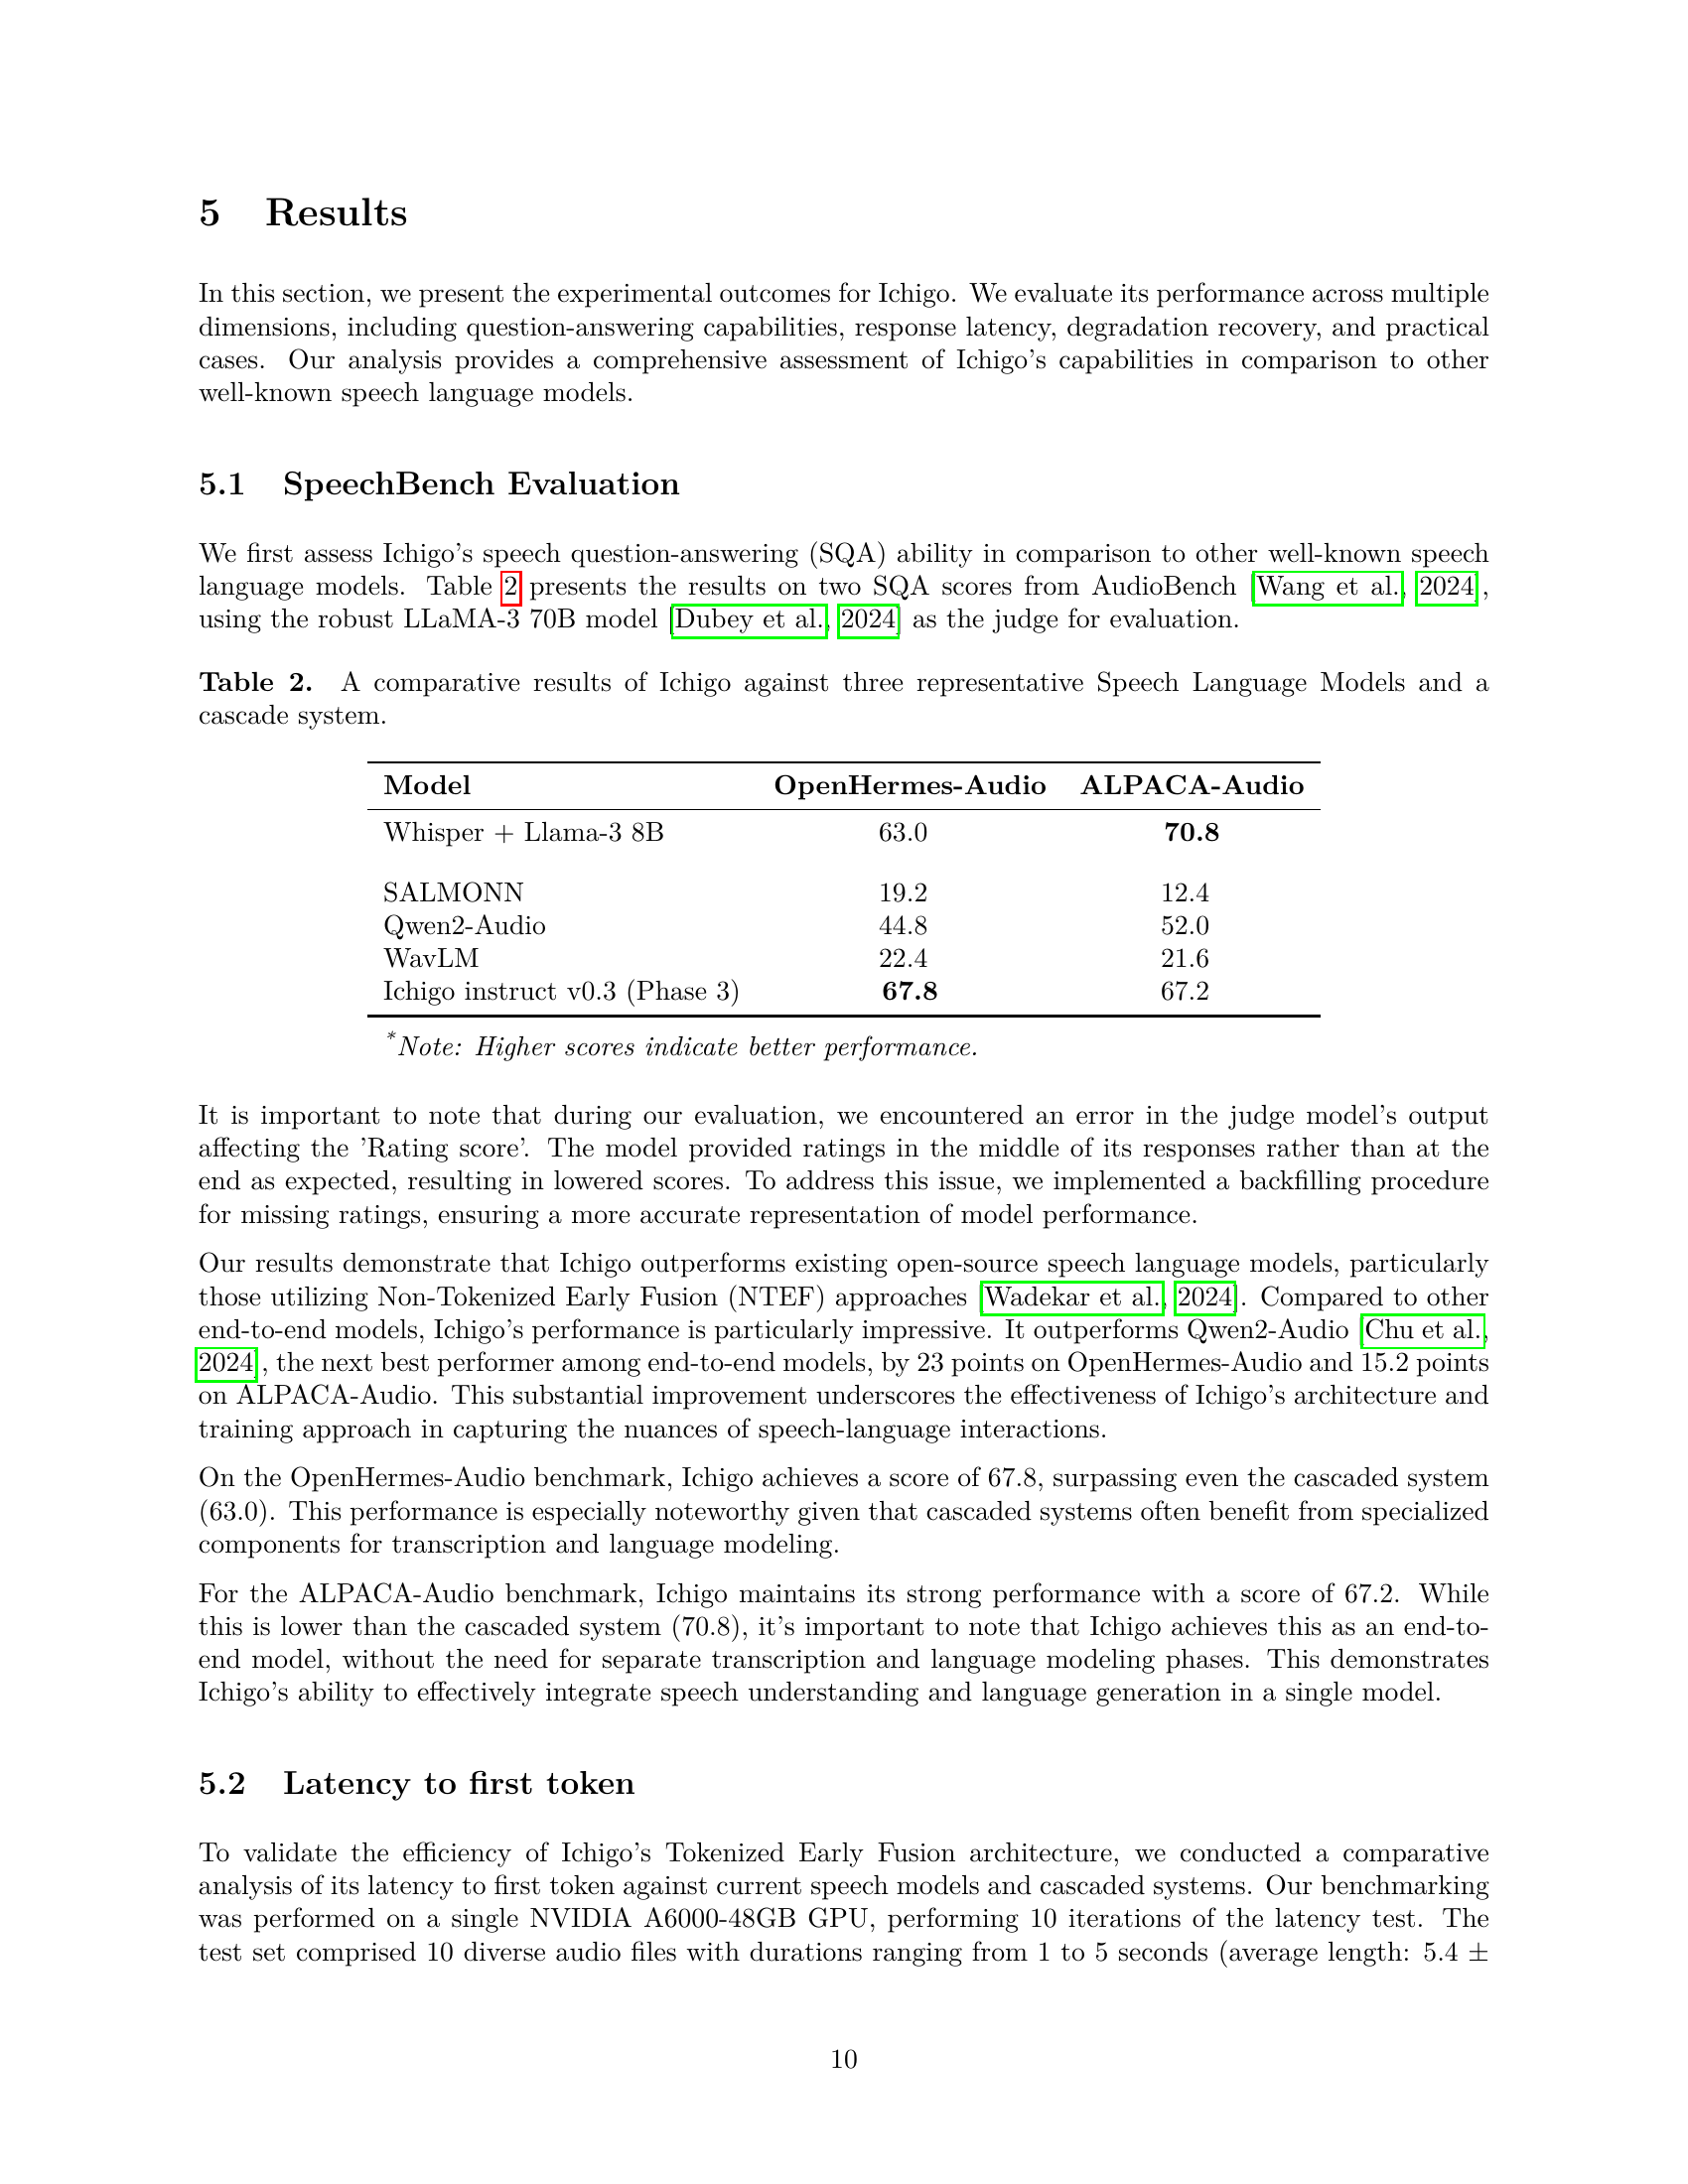 5 Results
In this section, we present the experimental outcomes for Ichigo. We evaluate its performance across multiple
dimensions, including question-answering capabilities, response latency, degradation recovery, and practical
cases. Our analysis provides a comprehensive assessment of Ichigo's capabilities in comparison to other
well-known speech language models.
5.1 SpeechBench Evaluation
We first assess Ichigo's speech question-answering (SQA) ability in comparison to other well-known speech
language models. Table 2 presents the results on two SQA scores from AudioBench [Wang et al., 2024],
using the robust LLaMA-3 70B model [Dubey et al., 2024] as the judge for evaluation.
Table 2. A comparative results of Ichigo against three representative Speech Language Models and a
cascade system.
Model OpenHermes-Audio ALPACA-Audio
Whisper + Llama-3 8B 63.0 70.8
SALMONN 19.2 12.4
Qwen2-Audio 44.8 52.0
WavLM 22.4 21.6
Ichigo instruct v0.3 (Phase 3) 67.8 67.2
*Note: Higher scores indicate better performance.
It is important to note that during our evaluation, we encountered an error in the judge model's output
affecting the 'Rating score'. The model provided ratings in the middle of its responses rather than at the
end as expected, resulting in lowered scores. To address this issue, we implemented a backfilling procedure
for missing ratings, ensuring a more accurate representation of model performance.
Our results demonstrate that Ichigo outperforms existing open-source speech language models, particularly
those utilizing Non-Tokenized Early Fusion (NTEF) approaches [Wadekar et al., 2024]. Compared to other
end-to-end models, Ichigo's performance is particularly impressive. It outperforms Qwen2-Audio [Chu et al.,
2024], the next best performer among end-to-end models, by 23 points on OpenHermes-Audio and 15.2 points
on ALPACA-Audio. This substantial improvement underscores the effectiveness of Ichigo's architecture and
training approach in capturing the nuances of speech-language interactions.
On the OpenHermes-Audio benchmark, Ichigo achieves a score of 67.8, surpassing even the cascaded system
(63.0). This performance is especially noteworthy given that cascaded systems often benefit from specialized
components for transcription and language modeling.
For the ALPACA-Audio benchmark, Ichigo maintains its strong performance with a score of 67.2. While
this is lower than the cascaded system (70.8), it's important to note that Ichigo achieves this as an end-to-
end model, without the need for separate transcription and language modeling phases. This demonstrates
Ichigo's ability to effectively integrate speech understanding and language generation in a single model.
5.2 Latency to first token
To validate the efficiency of Ichigo's Tokenized Early Fusion architecture, we conducted a comparative
analysis of its latency to first token against current speech models and cascaded systems. Our benchmarking
was performed on a single NVIDIA A6000-48GB GPU, performing 10 iterations of the latency test. The
test set comprised 10 diverse audio files with durations ranging from 1 to 5 seconds (average length: 5.4 ±
10